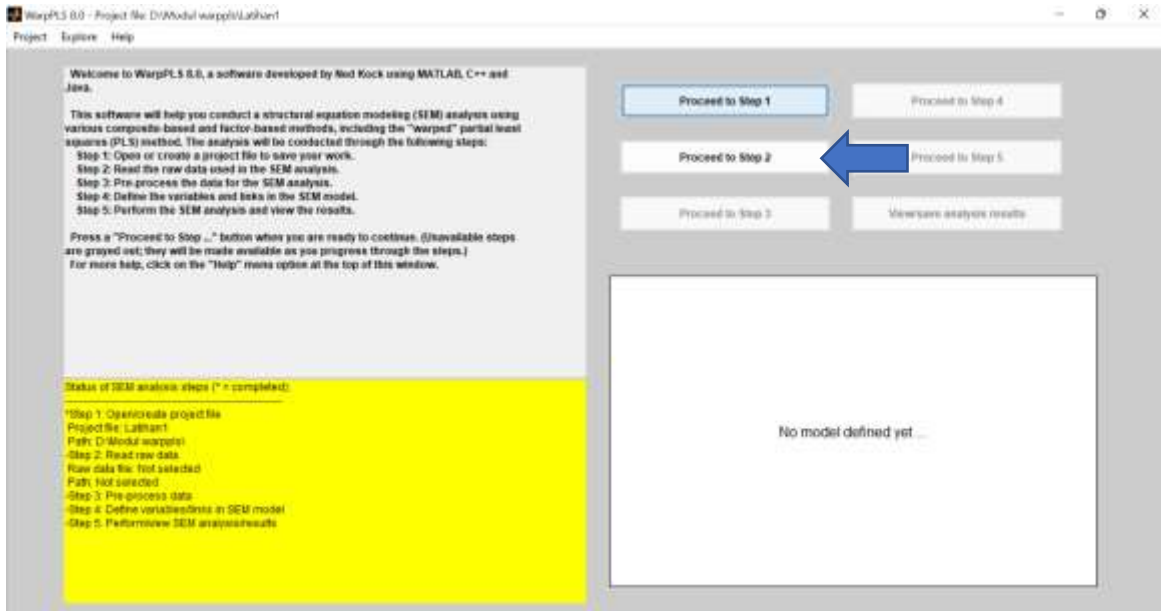 WarpPLS 8.0 - Project file: D:\Modul warppls\Latihan1
Project Explore Help
Welcome to WarpPLS 8.0, a software developed by Ned Kock using MATLAB, C++ and
Java.
This software will help you conduct a structural equation modeling (SEM) analysis using
various composite-based and factor-based methods, including the "warped" partial least
squares (PLS) method. The analysis will be conducted through the following steps:
Step 1: Open or create a project file to save your work.
Step 2: Read the raw data used in the SEM analysis.
Step 3: Pre-process the data for the SEM analysis.
Step 4: Define the variables and links in the SEM model.
Step 5: Perform the SEM analysis and view the results.
Press a "Proceed to Step ..." button when you are ready to continue. (Unavailable steps
are grayed out; they will be made available as you progress through the steps.)
For more help, click on the "Help" menu option at the top of this window.
Status of SEM analysis steps (* = completed):
*Step 1: Open/create project file
Project file: Latihan1
Path: D:\Modul warppls\
-Step 2: Read raw data
Raw data file: Not selected
Path: Not selected
-Step 3: Pre-process data
-Step 4: Define variables/links in SEM model
-Step 5: Perform/view SEM analysis/results
Proceed to Step 1
Proceed to Step 4
Proceed to Step 2
Proceed to Step 5
Proceed to Step 3
View/save analysis results
No model defined yet ...